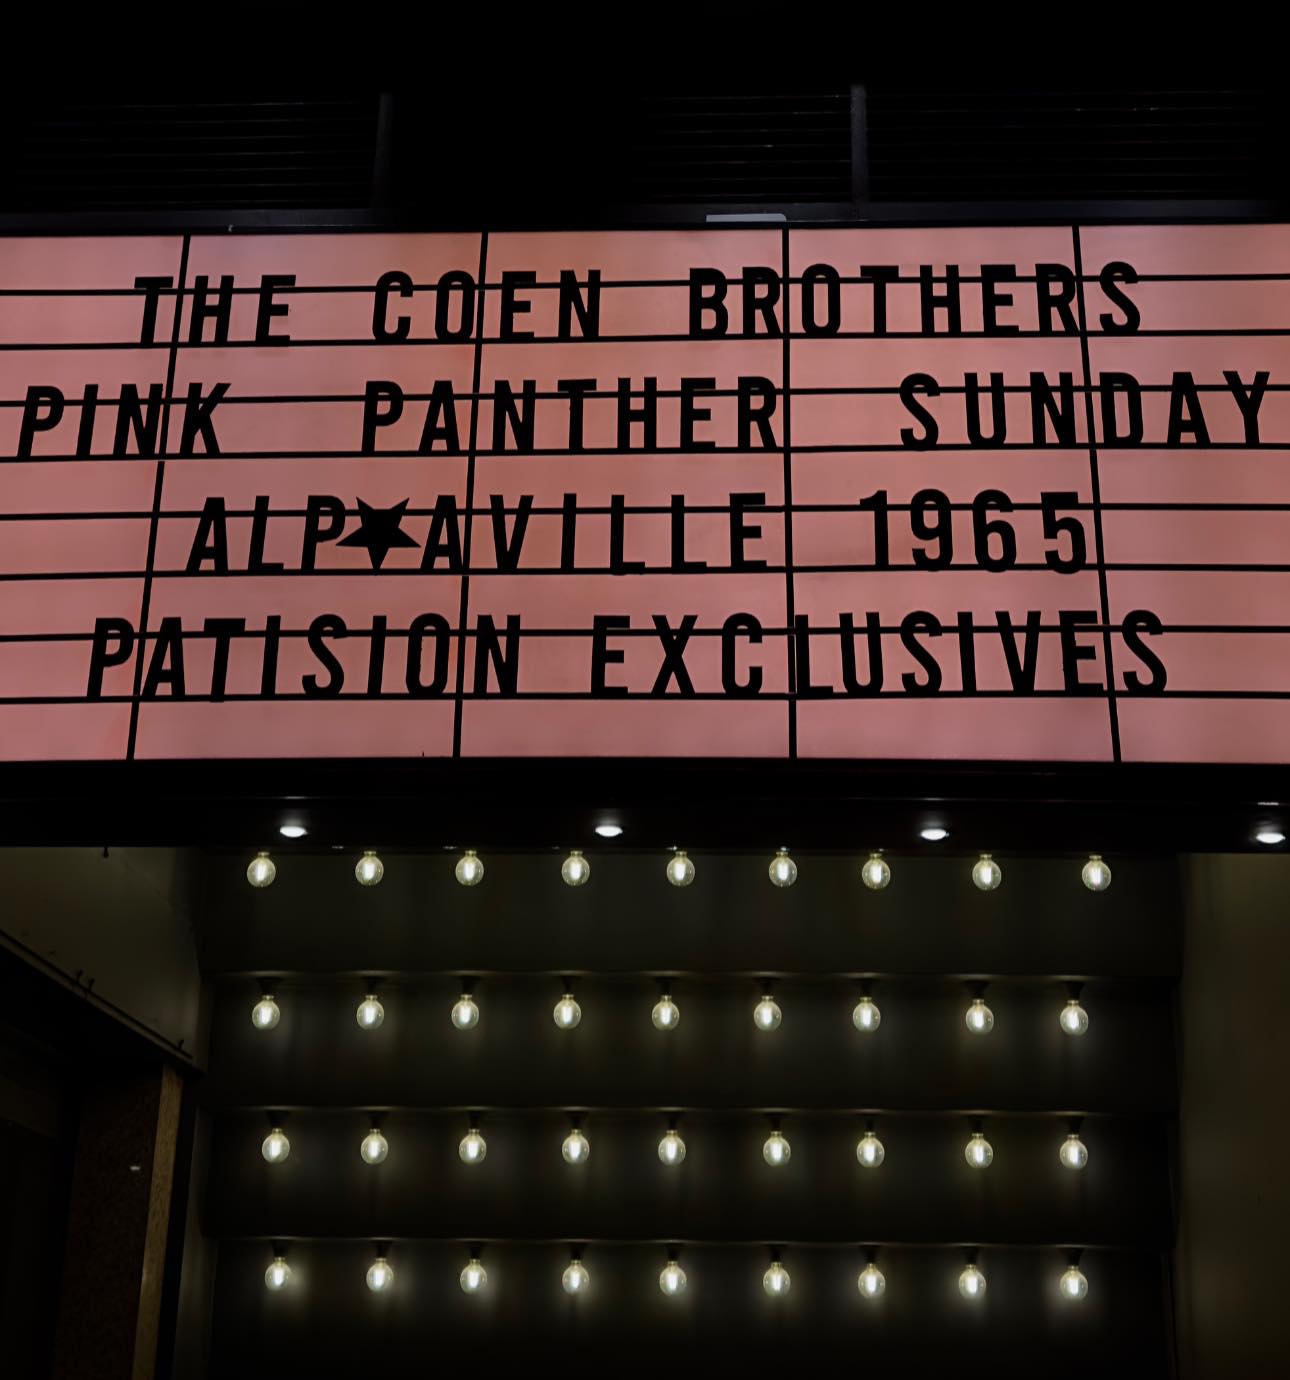 THE COEN BROTHERS
PINK PANTHER SUNDAY
ALP★AVILLE 1965
PATISION EXCLUSIVES